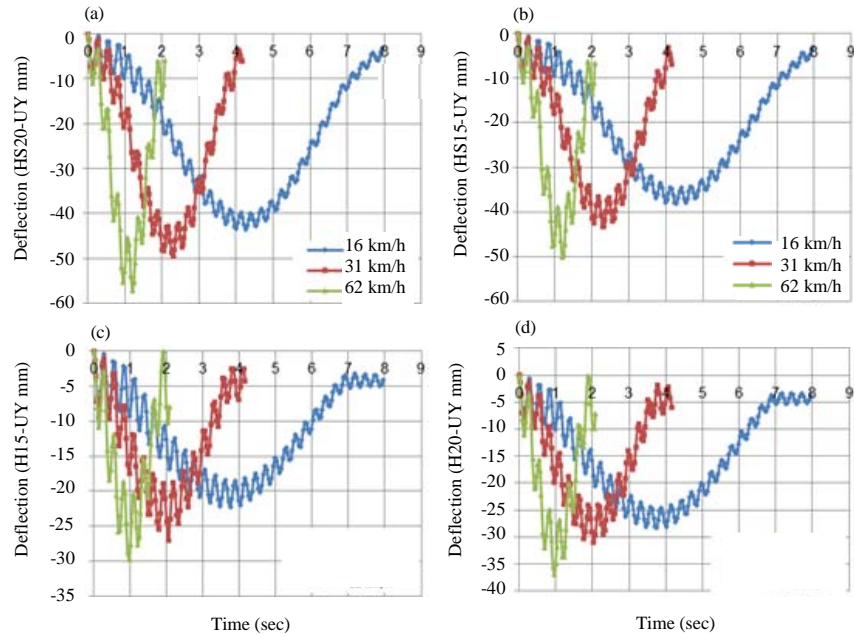 (a)
0
-10
-20
-30
-40
-50
-60
0 1 2 3 4 5 6 7 8 9
Deflection (HS20-UY mm)
16 km/h
31 km/h
62 km/h
(b)
0
-10
-20
-30
-40
-50
-60
0 1 2 3 4 5 6 7 8 9
Deflection (HS15-UY mm)
16 km/h
31 km/h
62 km/h
(c)
0
-5
-10
-15
-20
-25
-30
-35
0 1 2 3 4 5 6 7 8 9
Deflection (H15-UY mm)
Time (sec)
(d)
5
0
-5
-10
-15
-20
-25
-30
-35
-40
0 1 2 3 4 5 6 7 8 9
Deflection (H20-UY mm)
Time (sec)